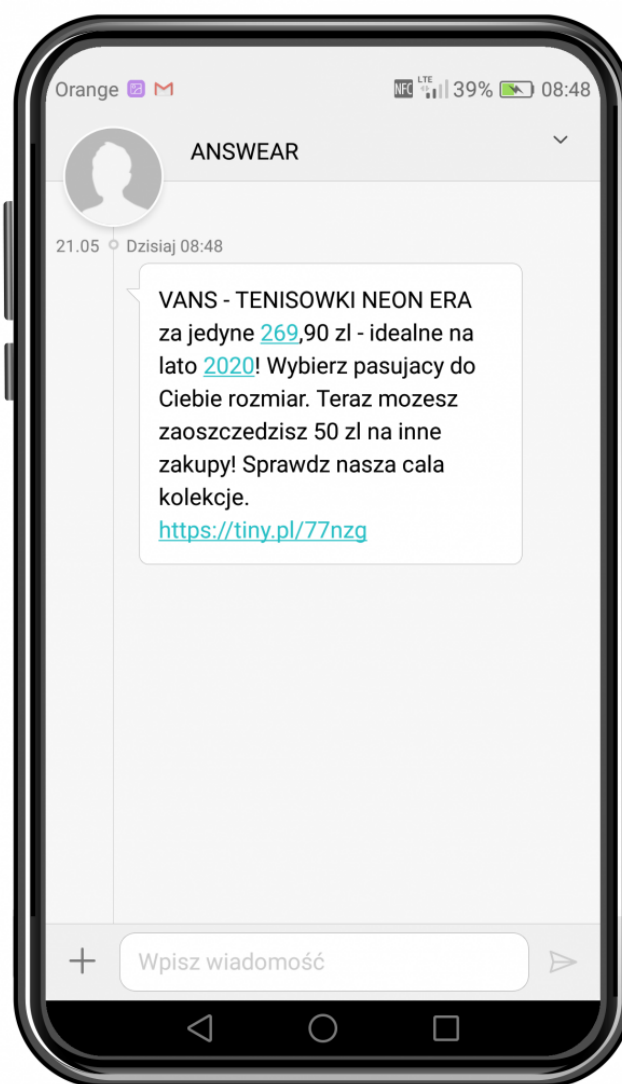 Orange NFC LTE 39% 08:48
ANSWEAR
21.05 Dzisiaj 08:48
VANS - TENISOWKI NEON ERA
za jedyne 269,90 zl - idealne na
lato 2020! Wybierz pasujacy do
Ciebie rozmiar. Teraz mozesz
zaoszczedzisz 50 zl na inne
zakupy! Sprawdz nasza cala
kolekcje.
https://tiny.pl/77nzg
Wpisz wiadomość